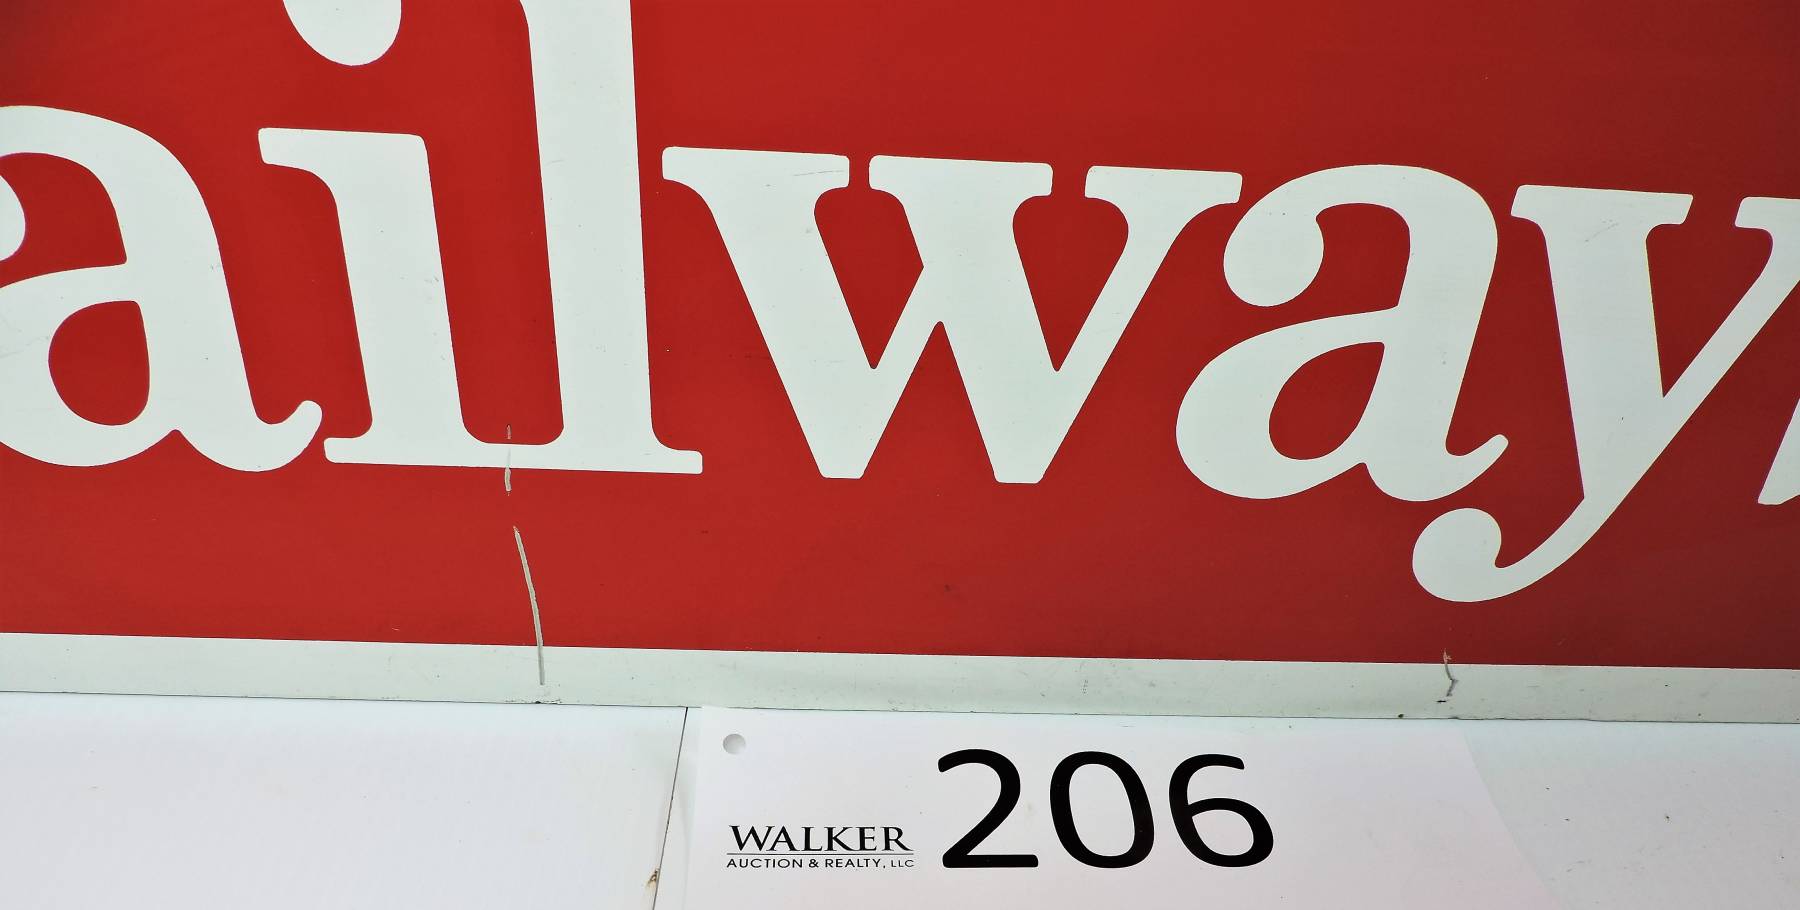 ailway
WALKER
AUCTION & REALTY, LLC
206